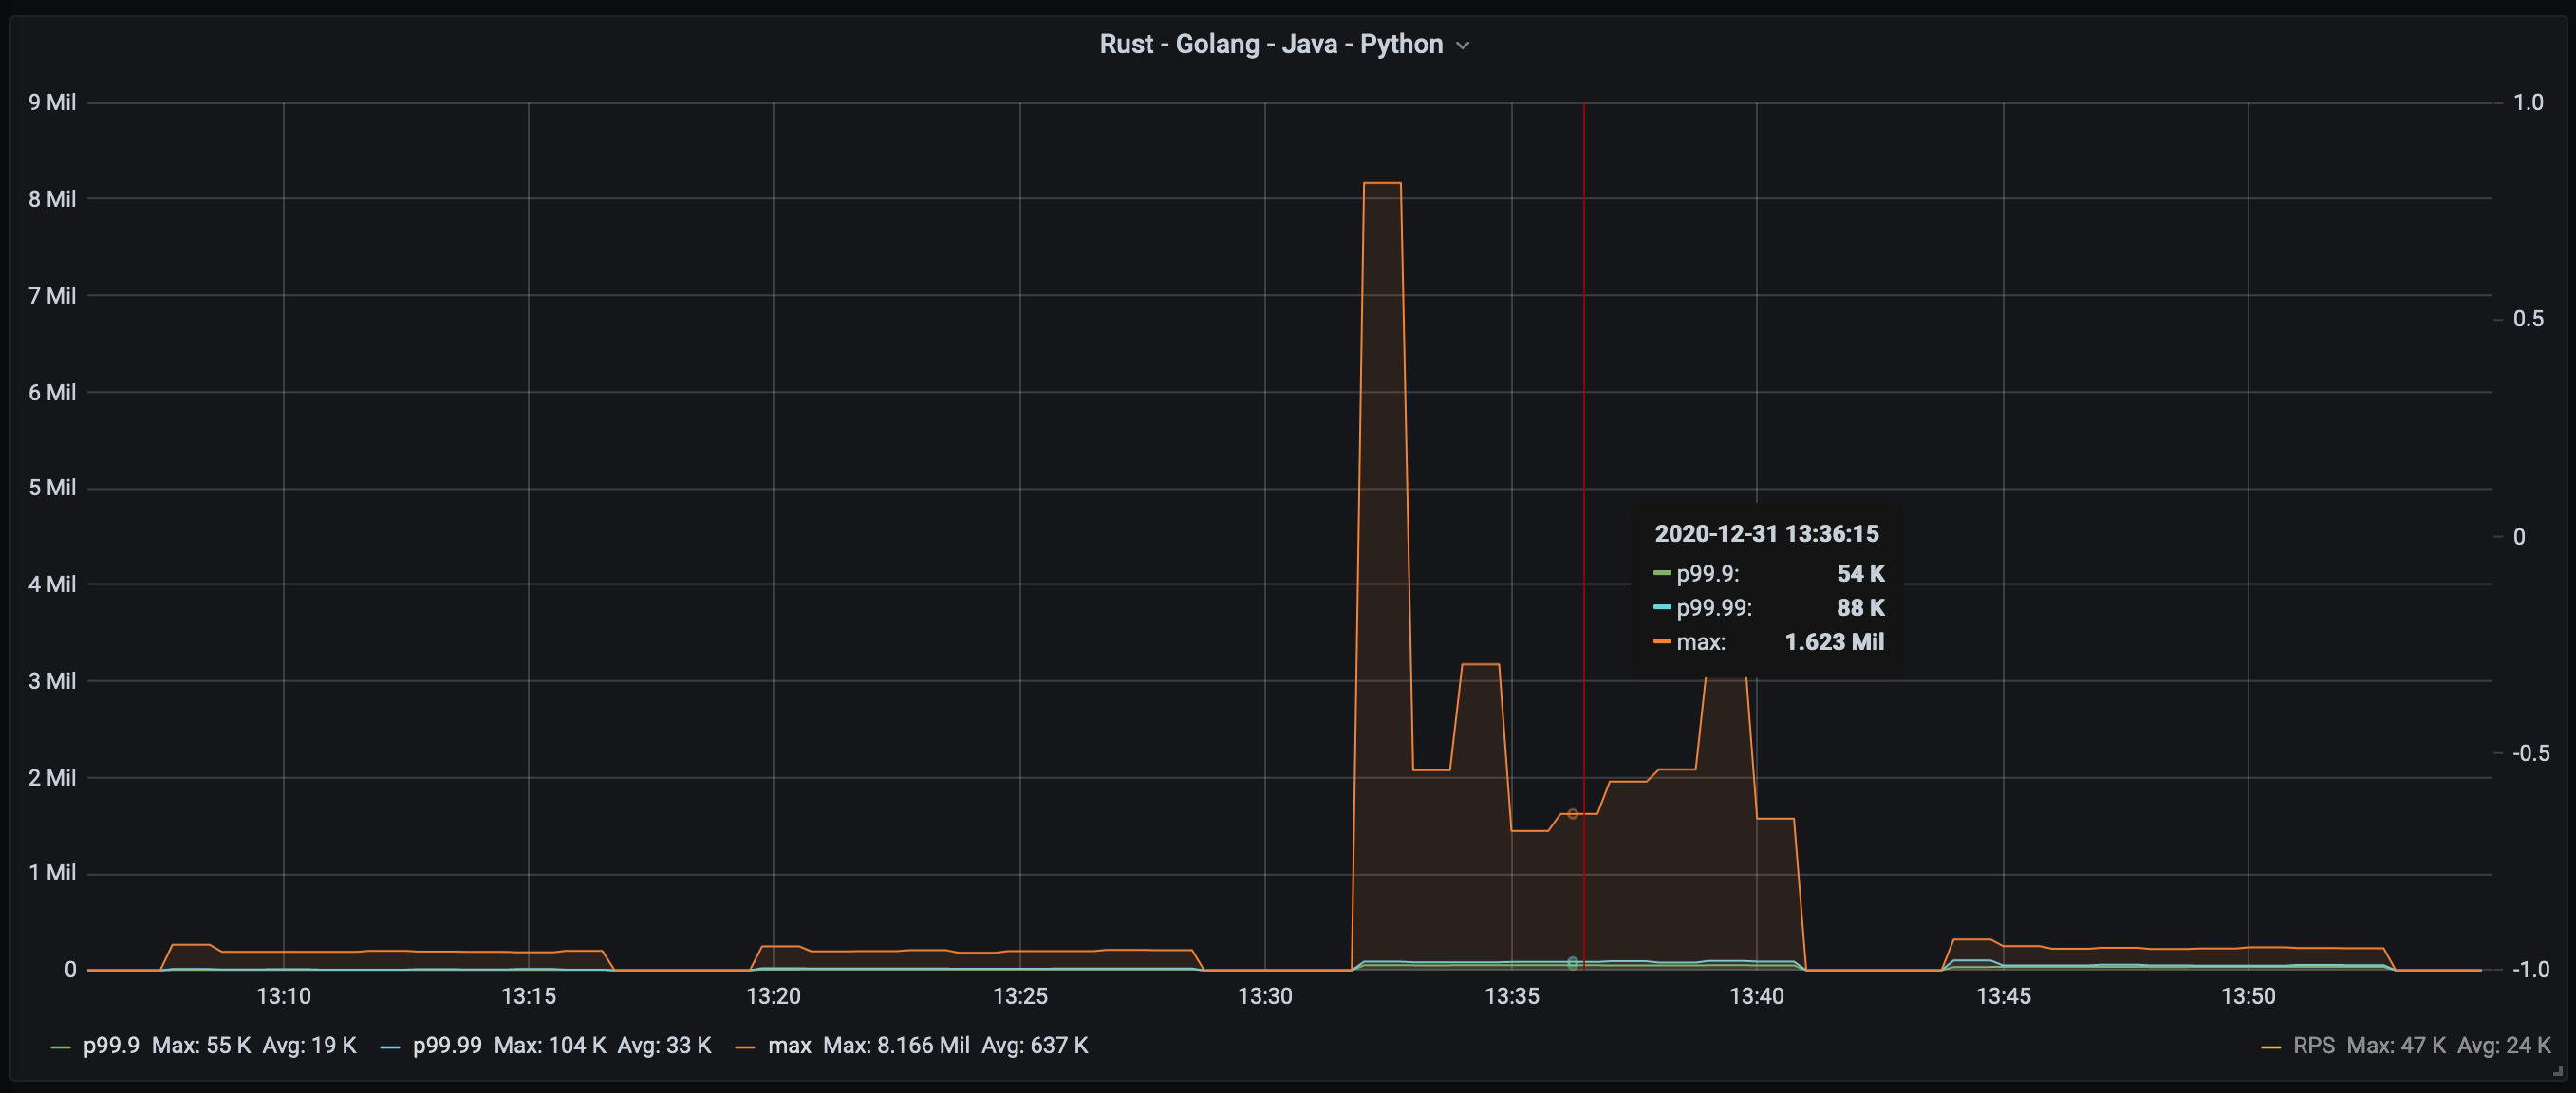 Rust - Golang - Java - Python
9 Mil
8 Mil
7 Mil
6 Mil
5 Mil
4 Mil
3 Mil
2 Mil
1 Mil
0
1.0
0.5
0
-0.5
-1.0
2020-12-31 13:36:15
p99.9: 54 K
p99.99: 88 K
max: 1.623 Mil
13:10 13:15 13:20 13:25 13:30 13:35 13:40 13:45 13:50
p99.9 Max: 55 K Avg: 19 K p99.99 Max: 104 K Avg: 33 K max Max: 8.166 Mil Avg: 637 K RPS Max: 47 K Avg: 24 K